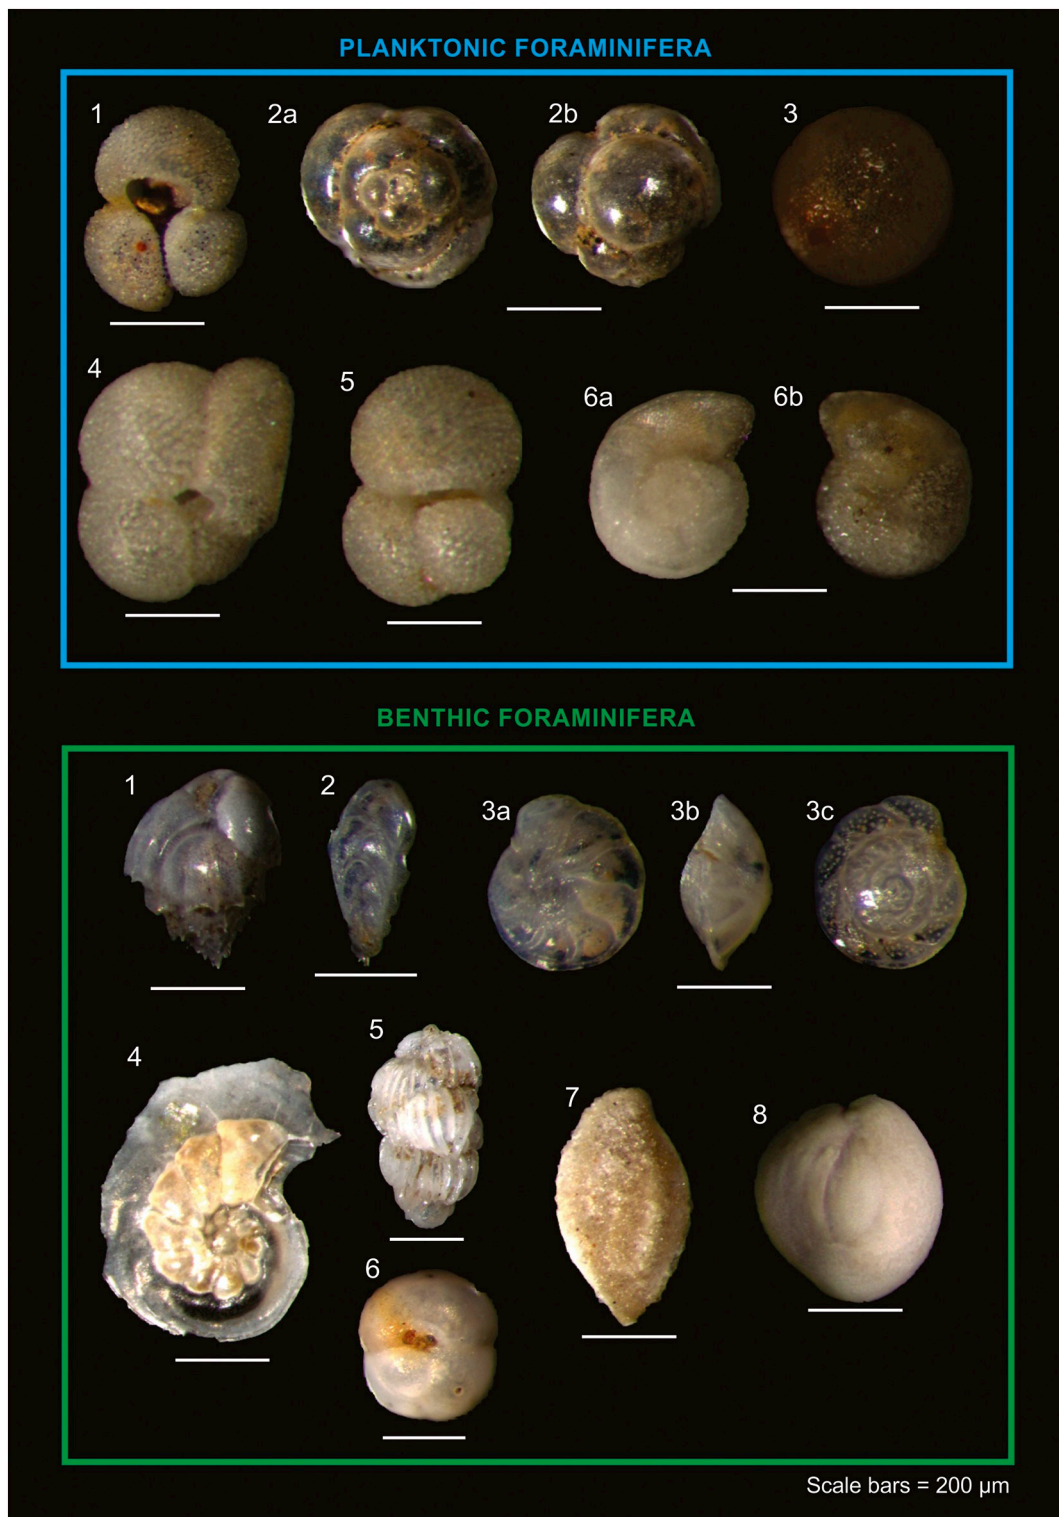 PLANKTONIC FORAMINIFERA
1
2a
2b
3
4
5
6a
6b
BENTHIC FORAMINIFERA
1
2
3a
3b
3c
4
5
6
7
8
Scale bars = 200 µm